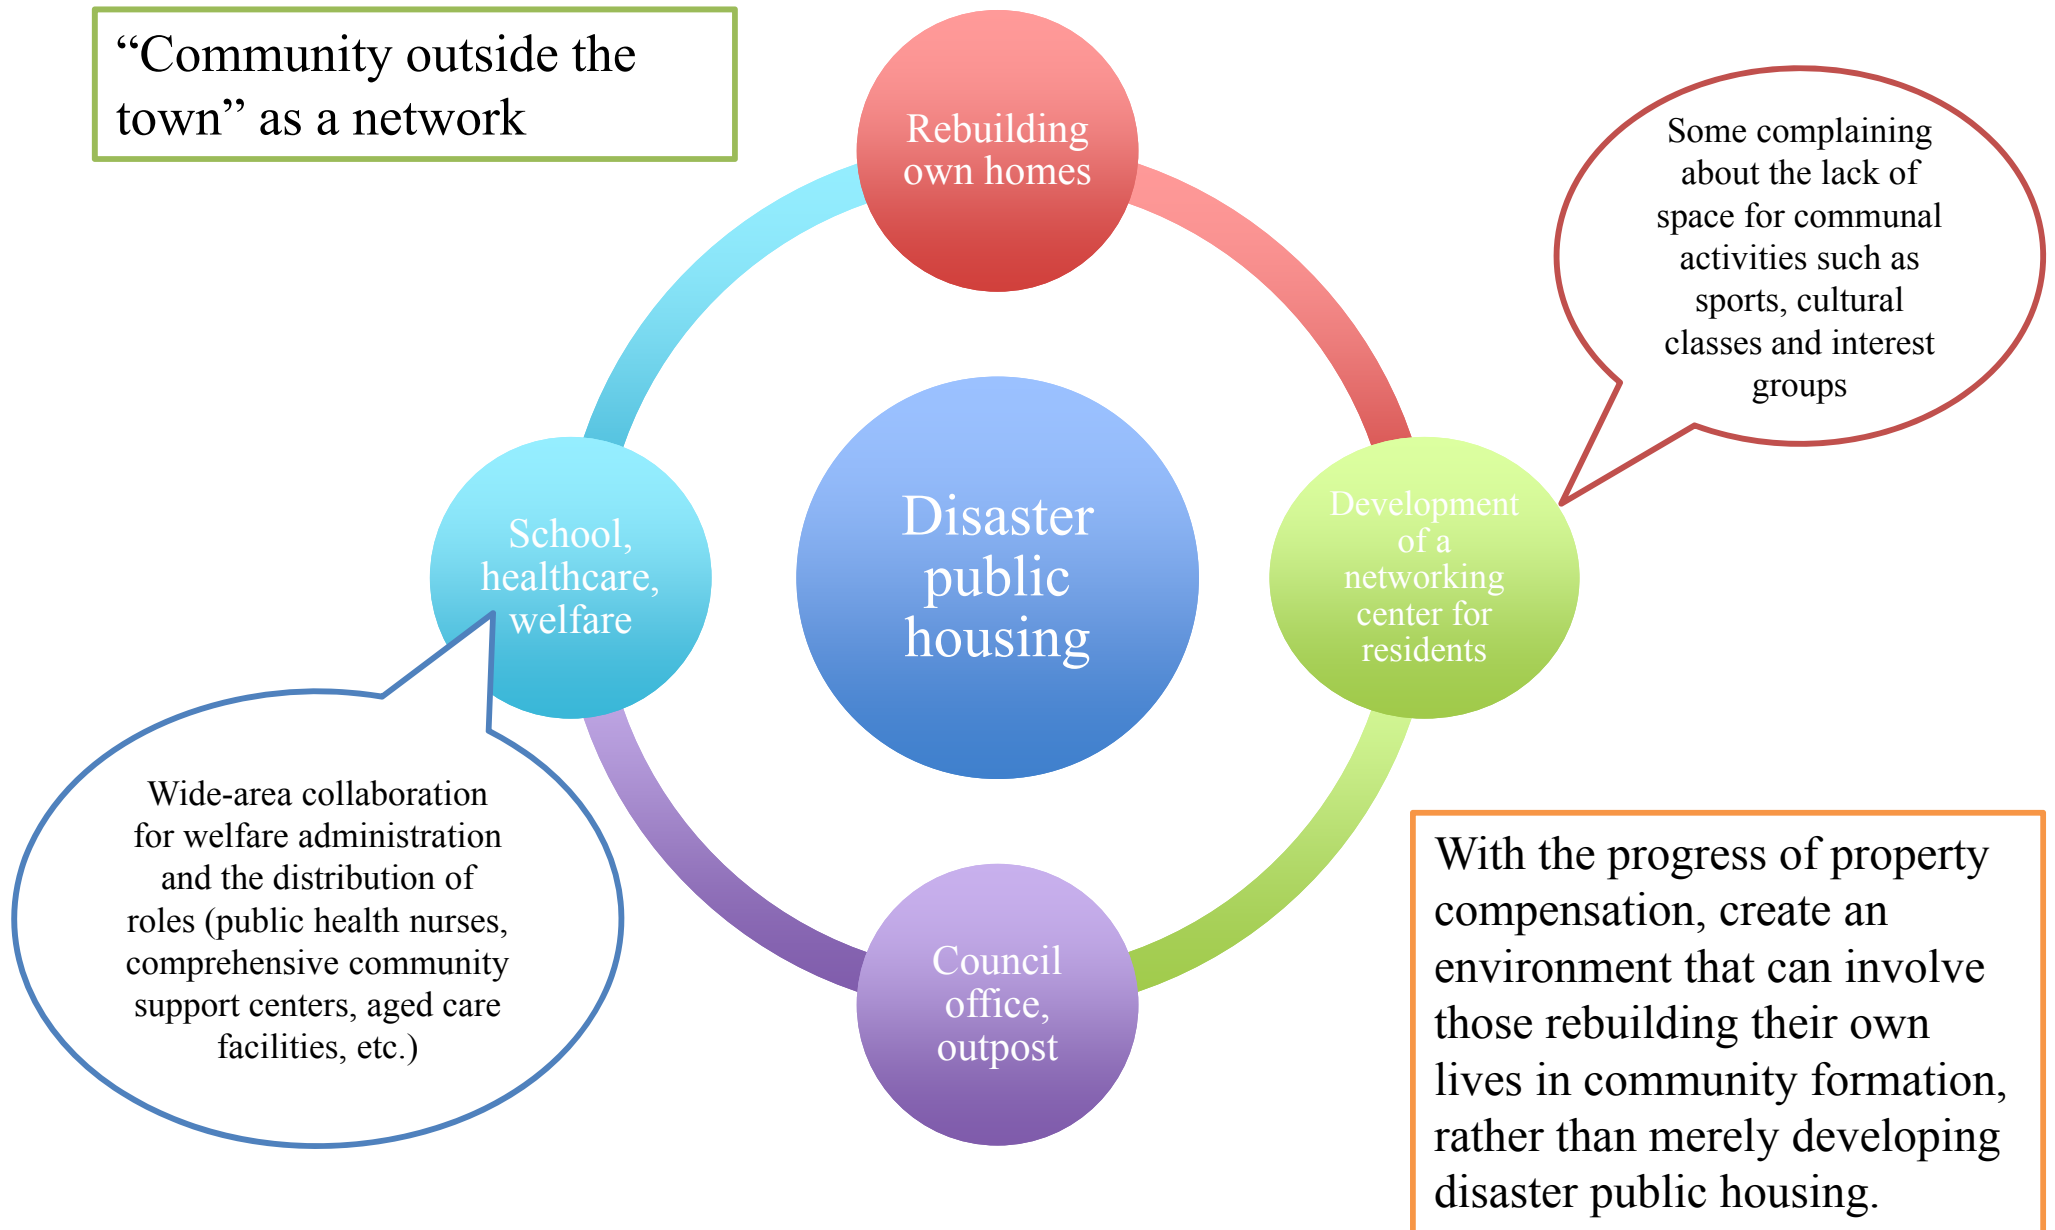 “Community outside the
town” as a network
Rebuilding
own homes
Some complaining
about the lack of
space for communal
activities such as
sports, cultural
classes and interest
groups
School,
healthcare,
welfare
Disaster
public
housing
Development
of a
networking
center for
residents
Wide-area collaboration
for welfare administration
and the distribution of
roles (public health nurses,
comprehensive community
support centers, aged care
facilities, etc.)
Council
office,
outpost
With the progress of property
compensation, create an
environment that can involve
those rebuilding their own
lives in community formation,
rather than merely developing
disaster public housing.